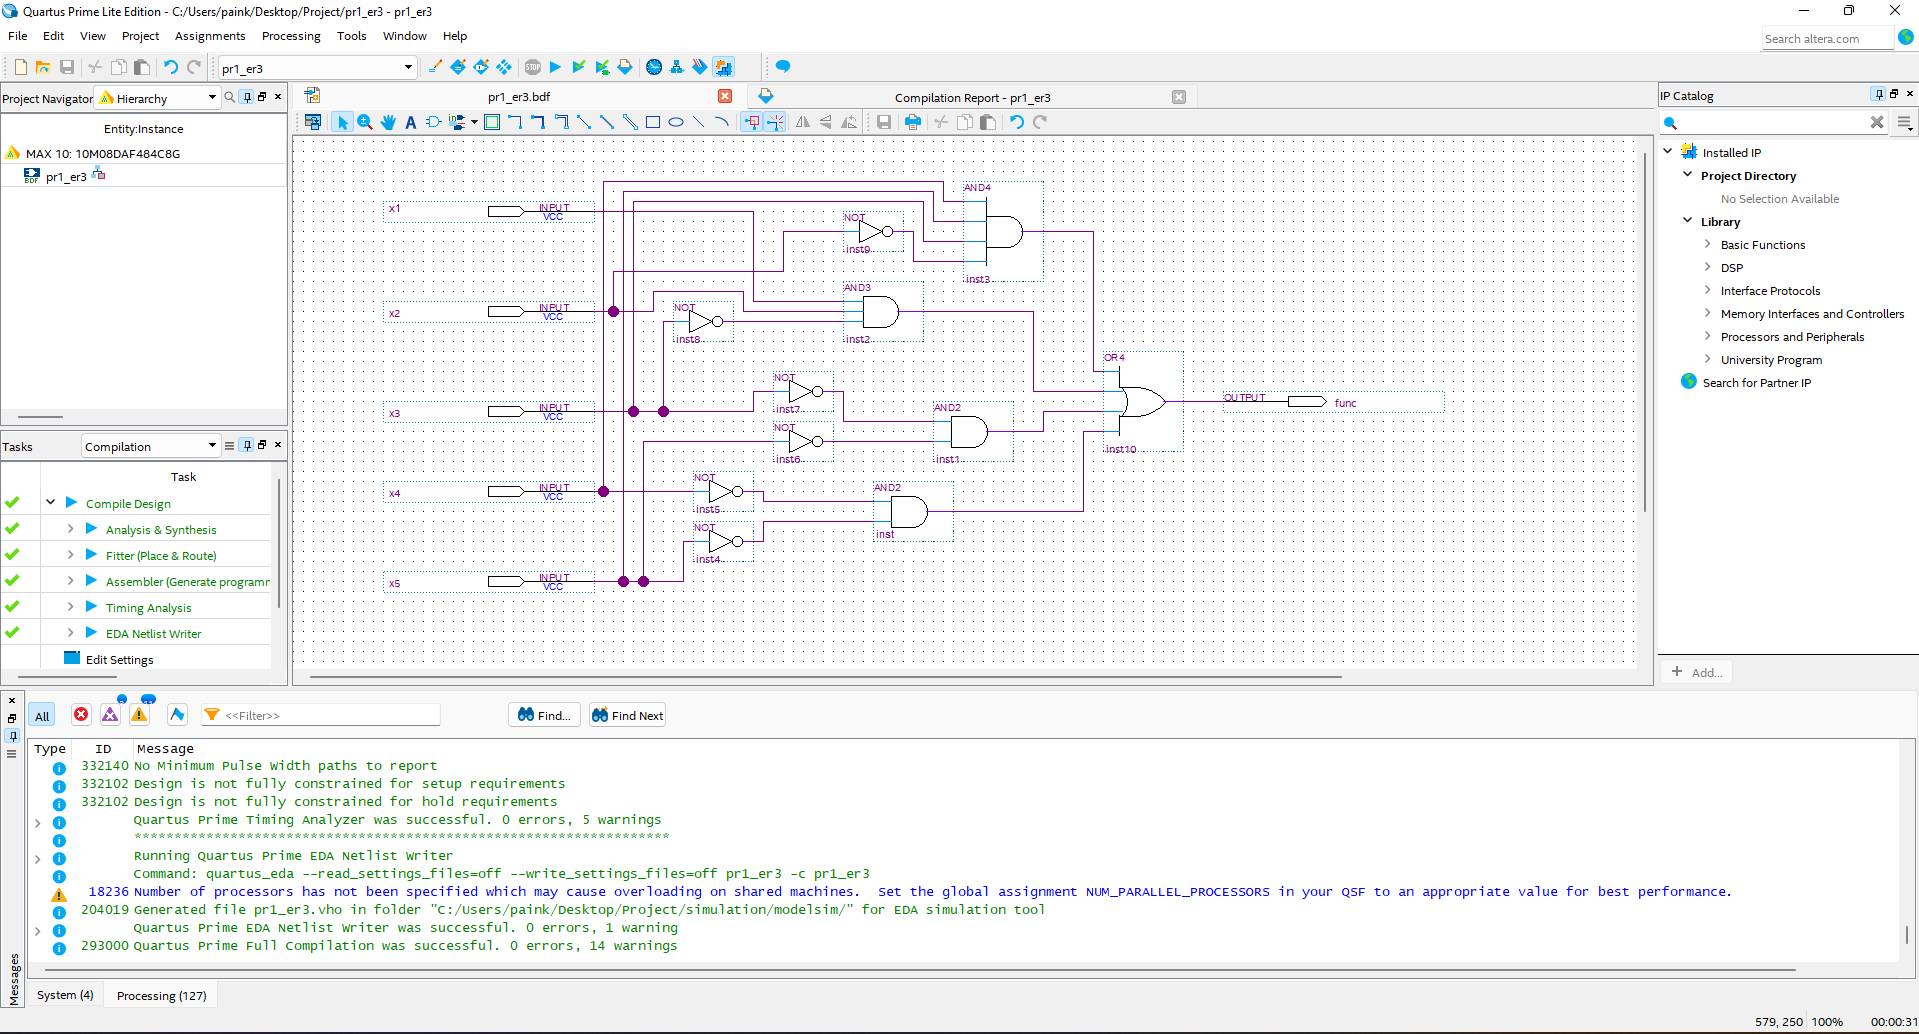 Quartus Prime Lite Edition - C:/Users/paink/Desktop/Project/pr1_er3 - pr1_er3
File Edit View Project Assignments Processing Tools Window Help
Search altera.com
pr1_er3
STOP
Project Navigator Hierarchy
Entity:Instance
MAX 10: 10M08DAF484C8G
BDF pr1_er3
Tasks Compilation
Task
Compile Design
Analysis & Synthesis
Fitter (Place & Route)
Assembler (Generate programm
Timing Analysis
EDA Netlist Writer
Edit Settings
pr1_er3.bdf
Compilation Report - pr1_er3
AND4
inst3
x1 INPUT VCC
NOT
inst9
x2 INPUT VCC
NOT
inst8
AND3
inst2
x3 INPUT VCC
NOT
inst7
NOT
inst6
AND2
inst1
OR4
inst10
OUTPUT func
x4 INPUT VCC
NOT
inst5
NOT
inst4
AND2
inst
x5 INPUT VCC
IP Catalog
Installed IP
Project Directory
No Selection Available
Library
Basic Functions
DSP
Interface Protocols
Memory Interfaces and Controllers
Processors and Peripherals
University Program
Search for Partner IP
+ Add...
All <<Filter>> Find... Find Next
Type ID Message
332140 No Minimum Pulse Width paths to report
332102 Design is not fully constrained for setup requirements
332102 Design is not fully constrained for hold requirements
Quartus Prime Timing Analyzer was successful. 0 errors, 5 warnings
*******************************************************************
Running Quartus Prime EDA Netlist Writer
Command: quartus_eda --read_settings_files=off --write_settings_files=off pr1_er3 -c pr1_er3
18236 Number of processors has not been specified which may cause overloading on shared machines.  Set the global assignment NUM_PARALLEL_PROCESSORS in your QSF to an appropriate value for best performance.
204019 Generated file pr1_er3.vho in folder "C:/Users/paink/Desktop/Project/simulation/modelsim/" for EDA simulation tool
Quartus Prime EDA Netlist Writer was successful. 0 errors, 1 warning
293000 Quartus Prime Full Compilation was successful. 0 errors, 14 warnings
Messages
System (4) Processing (127)
579, 250 100% 00:00:31